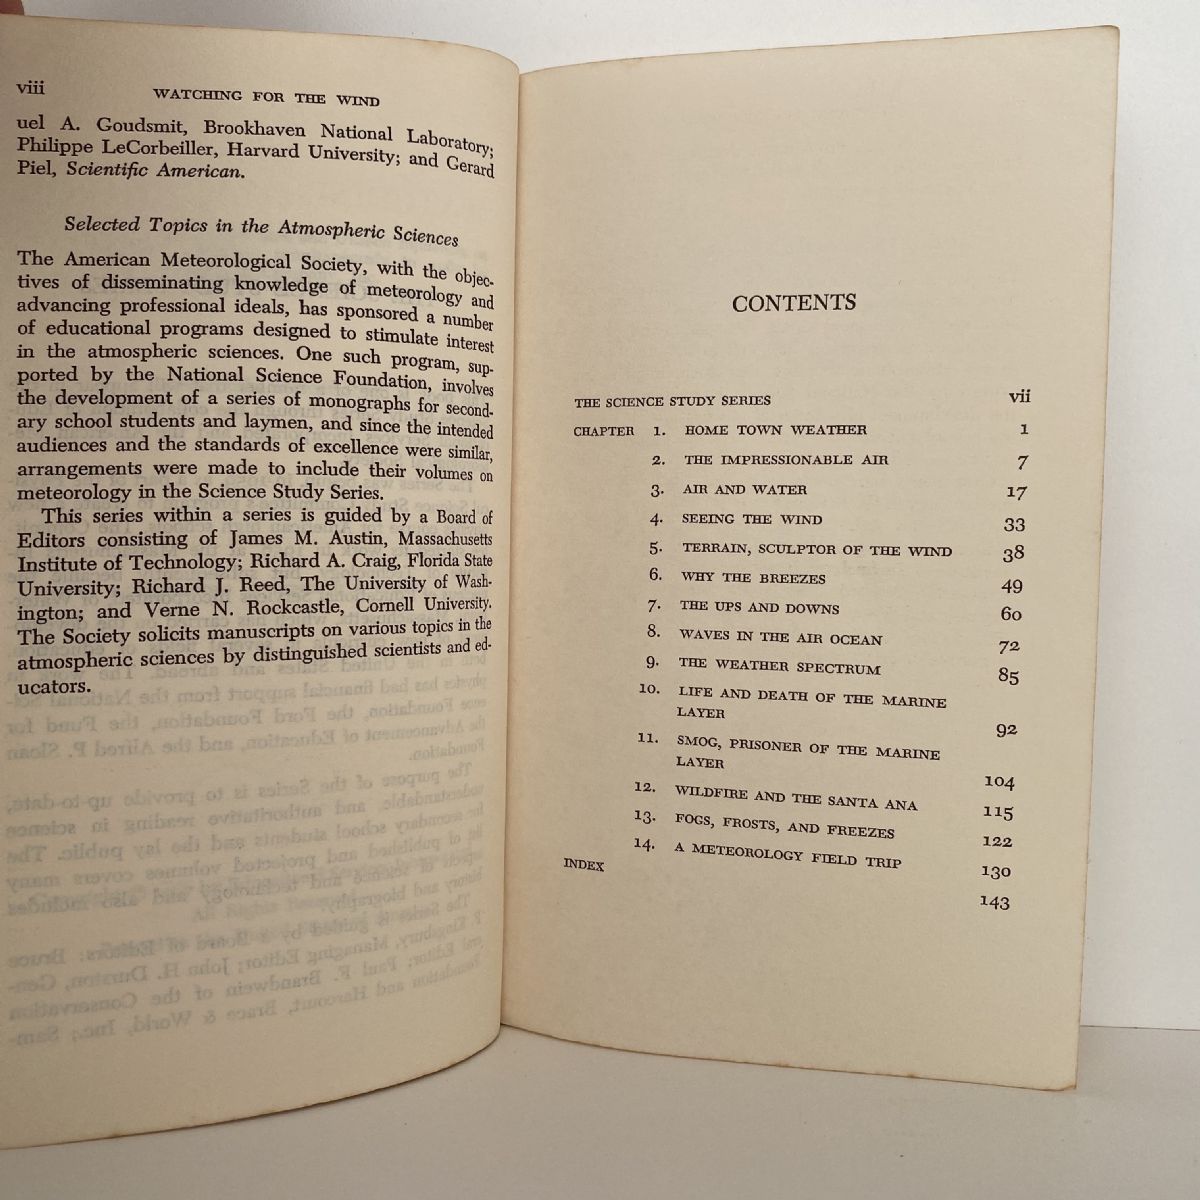 viii
WATCHING FOR THE WIND
uel A. Goudsmit, Brookhaven National Laboratory;
Philippe LeCorbeiller, Harvard University; and Gerard
Piel, Scientific American.
Selected Topics in the Atmospheric Sciences
The American Meteorological Society, with the objec-
tives of disseminating knowledge of meteorology and
advancing professional ideals, has sponsored a number
of educational programs designed to stimulate interest
in the atmospheric sciences. One such program, sup-
ported by the National Science Foundation, involves
the development of a series of monographs for second-
ary school students and laymen, and since the intended
audiences and the standards of excellence were similar,
arrangements were made to include their volumes on
meteorology in the Science Study Series.
This series within a series is guided by a Board of
Editors consisting of James M. Austin, Massachusetts
Institute of Technology; Richard A. Craig, Florida State
University; Richard J. Reed, The University of Wash-
ington; and Verne N. Rockcastle, Cornell University.
The Society solicits manuscripts on various topics in the
atmospheric sciences by distinguished scientists and ed-
ucators.
CONTENTS
THE SCIENCE STUDY SERIES vii
CHAPTER 1. HOME TOWN WEATHER 1
2. THE IMPRESSIONABLE AIR 7
3. AIR AND WATER 17
4. SEEING THE WIND 33
5. TERRAIN, SCULPTOR OF THE WIND 38
6. WHY THE BREEZES 49
7. THE UPS AND DOWNS 60
8. WAVES IN THE AIR OCEAN 72
9. THE WEATHER SPECTRUM 85
10. LIFE AND DEATH OF THE MARINE
LAYER 92
11. SMOG, PRISONER OF THE MARINE
LAYER 104
12. WILDFIRE AND THE SANTA ANA 115
13. FOGS, FROSTS, AND FREEZES 122
14. A METEOROLOGY FIELD TRIP 130
INDEX 143